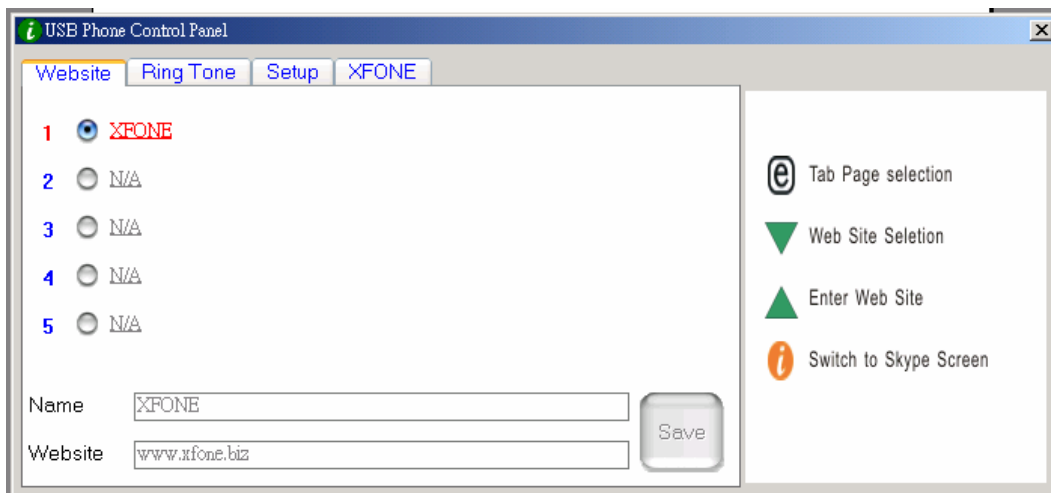 USB Phone Control Panel
Website Ring Tone Setup XFONE
1 XFONE
2 N/A
3 N/A
4 N/A
5 N/A
Name XFONE
Website www.xfone.biz
Save
e Tab Page selection
Web Site Seletion
Enter Web Site
i Switch to Skype Screen